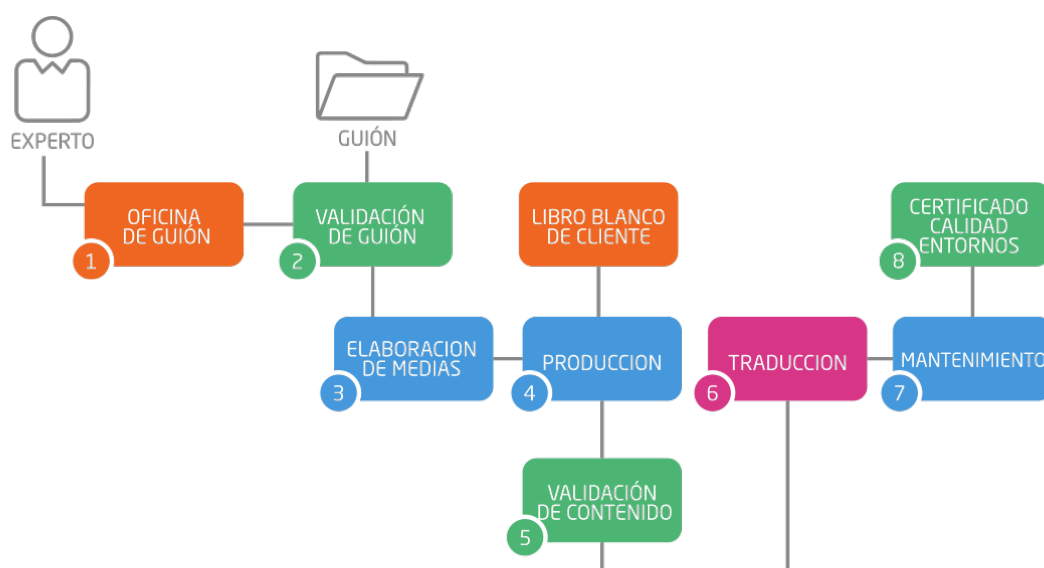 EXPERTO
GUIÓN
OFICINA
DE GUIÓN
1
VALIDACIÓN
DE GUIÓN
2
LIBRO BLANCO
DE CLIENTE
CERTIFICADO
CALIDAD
ENTORNOS
8
ELABORACION
DE MEDIAS
3
PRODUCCION
4
TRADUCCION
6
MANTENIMIENTO
7
VALIDACIÓN
DE CONTENIDO
5